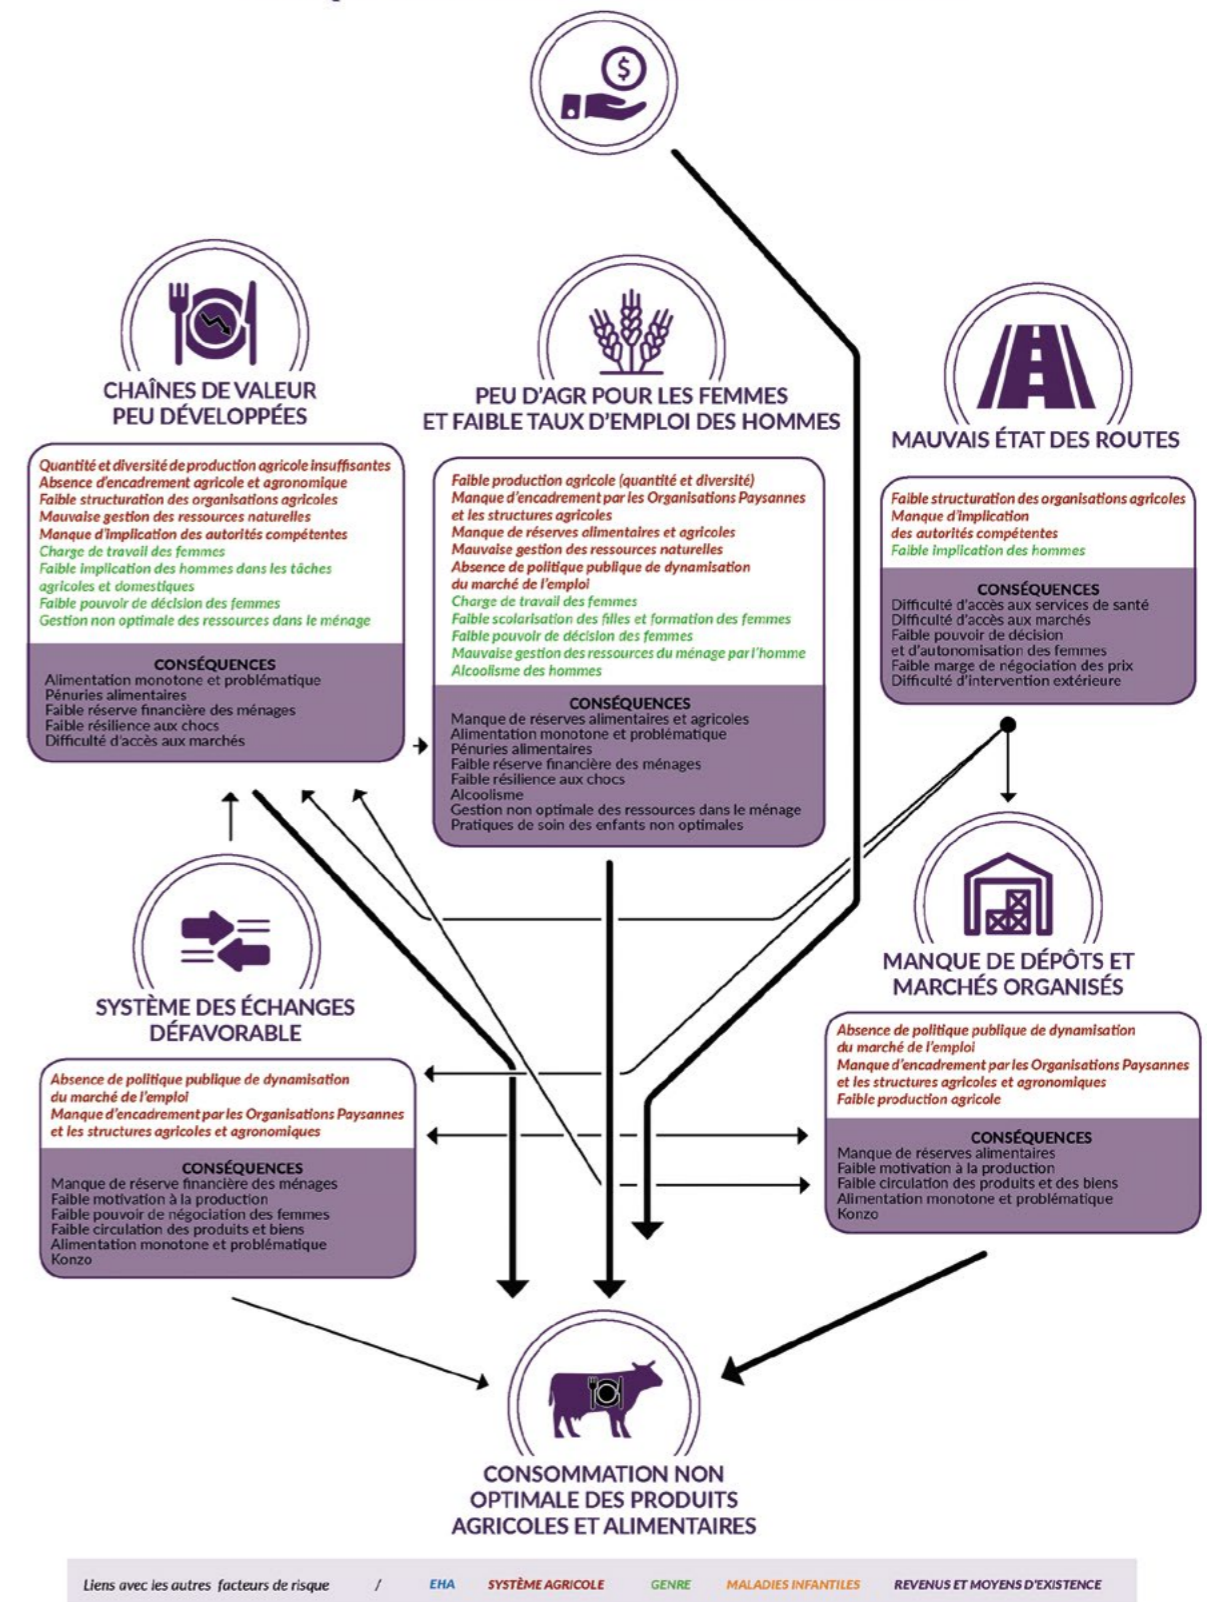 $
CHAÎNES DE VALEUR
PEU DÉVELOPPÉES
Quantité et diversité de production agricole insuffisantes
Absence d'encadrement agricole et agronomique
Faible structuration des organisations agricoles
Mauvaise gestion des ressources naturelles
Manque d'implication des autorités compétentes
Charge de travail des femmes
Faible implication des hommes dans les tâches
agricoles et domestiques
Faible pouvoir de décision des femmes
Gestion non optimale des ressources dans le ménage
CONSÉQUENCES
Alimentation monotone et problématique
Pénuries alimentaires
Faible réserve financière des ménages
Faible résilience aux chocs
Difficulté d'accès aux marchés
PEU D'AGR POUR LES FEMMES
ET FAIBLE TAUX D'EMPLOI DES HOMMES
Faible production agricole (quantité et diversité)
Manque d'encadrement par les Organisations Paysannes
et les structures agricoles
Manque de réserves alimentaires et agricoles
Mauvaise gestion des ressources naturelles
Absence de politique publique de dynamisation
du marché de l'emploi
Charge de travail des femmes
Faible scolarisation des filles et formation des femmes
Faible pouvoir de décision des femmes
Mauvaise gestion des ressources du ménage par l'homme
Alcoolisme des hommes
CONSÉQUENCES
Manque de réserves alimentaires et agricoles
Alimentation monotone et problématique
Pénuries alimentaires
Faible réserve financière des ménages
Faible résilience aux chocs
Alcoolisme
Gestion non optimale des ressources dans le ménage
Pratiques de soin des enfants non optimales
MAUVAIS ÉTAT DES ROUTES
Faible structuration des organisations agricoles
Manque d'implication
des autorités compétentes
Faible implication des hommes
CONSÉQUENCES
Difficulté d'accès aux services de santé
Difficulté d'accès aux marchés
Faible pouvoir de décision
et d'autonomisation des femmes
Faible marge de négociation des prix
Difficulté d'intervention extérieure
SYSTÈME DES ÉCHANGES
DÉFAVORABLE
Absence de politique publique de dynamisation
du marché de l'emploi
Manque d'encadrement par les Organisations Paysannes
et les structures agricoles et agronomiques
CONSÉQUENCES
Manque de réserve financière des ménages
Faible motivation à la production
Faible pouvoir de négociation des femmes
Faible circulation des produits et biens
Alimentation monotone et problématique
Konzo
MANQUE DE DÉPÔTS ET
MARCHÉS ORGANISÉS
Absence de politique publique de dynamisation
du marché de l'emploi
Manque d'encadrement par les Organisations Paysannes
et les structures agricoles et agronomiques
Faible production agricole
CONSÉQUENCES
Manque de réserves alimentaires
Faible motivation à la production
Faible circulation des produits et des biens
Alimentation monotone et problématique
Konzo
CONSOMMATION NON
OPTIMALE DES PRODUITS
AGRICOLES ET ALIMENTAIRES
Liens avec les autres facteurs de risque / EHA SYSTÈME AGRICOLE GENRE MALADIES INFANTILES REVENUS ET MOYENS D'EXISTENCE